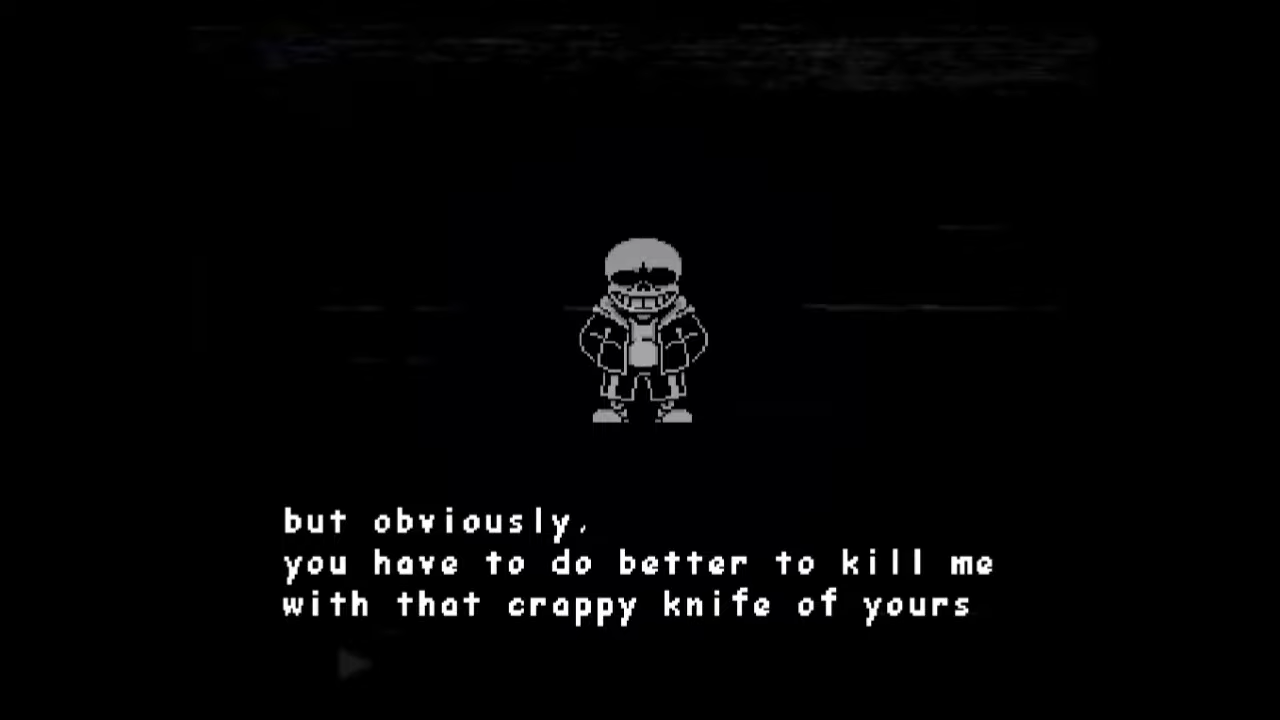 but obviously,
you have to do better to kill me
with that crappy knife of yours